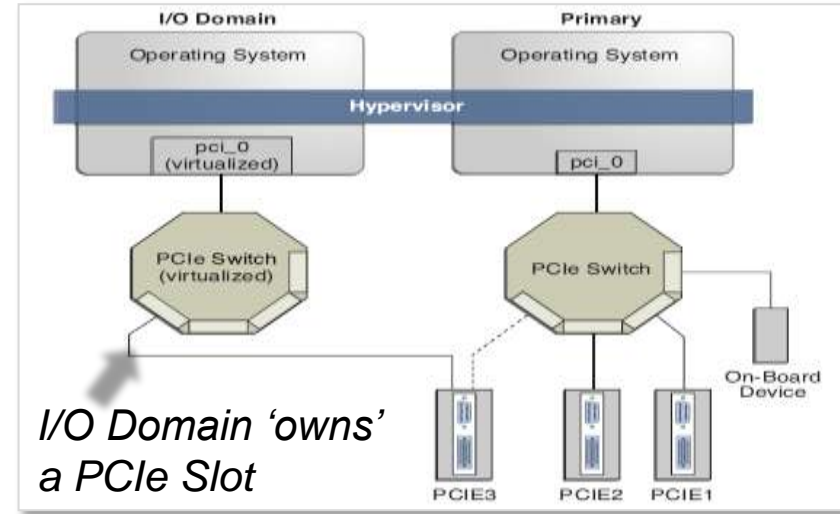 I/O Domain
Primary
Operating System
Operating System
Hypervisor
pci_0
(virtualized)
pci_0
PCIe Switch
(virtualized)
PCIe Switch
On-Board
Device
I/O Domain ‘owns’
a PCIe Slot
PCIE3
PCIE2
PCIE1